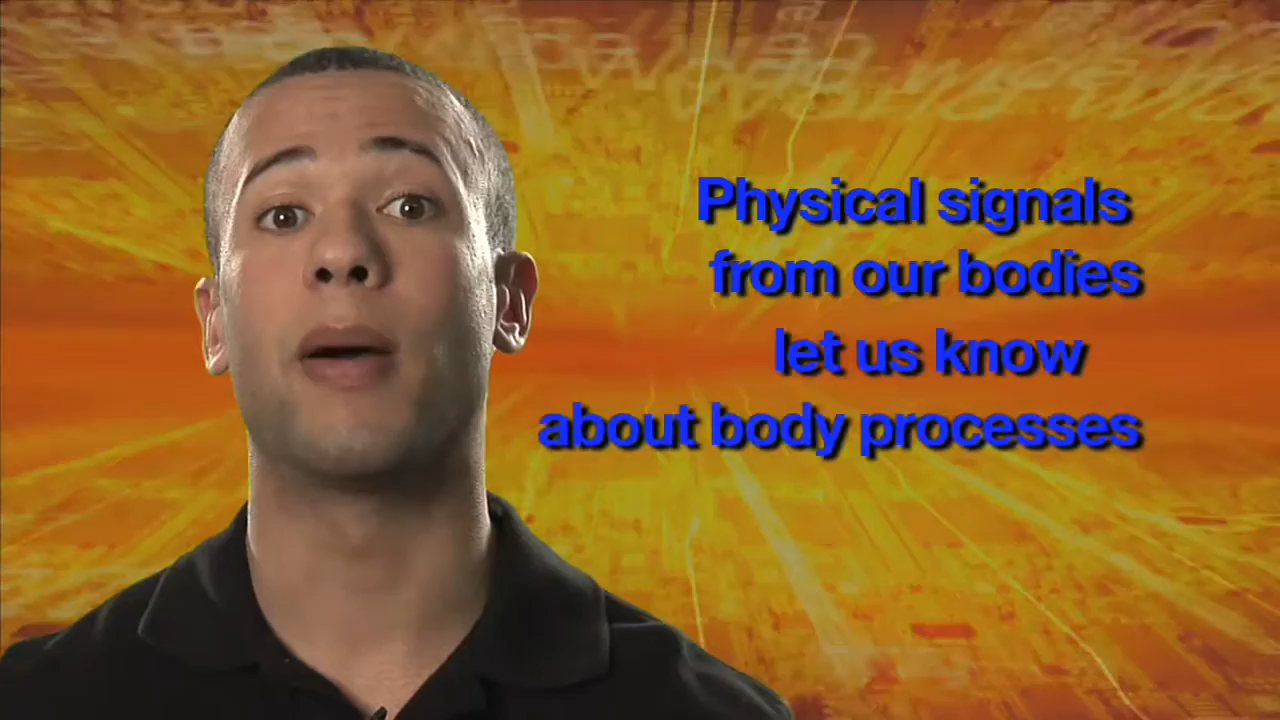 Physical signals
from our bodies
let us know
about body processes